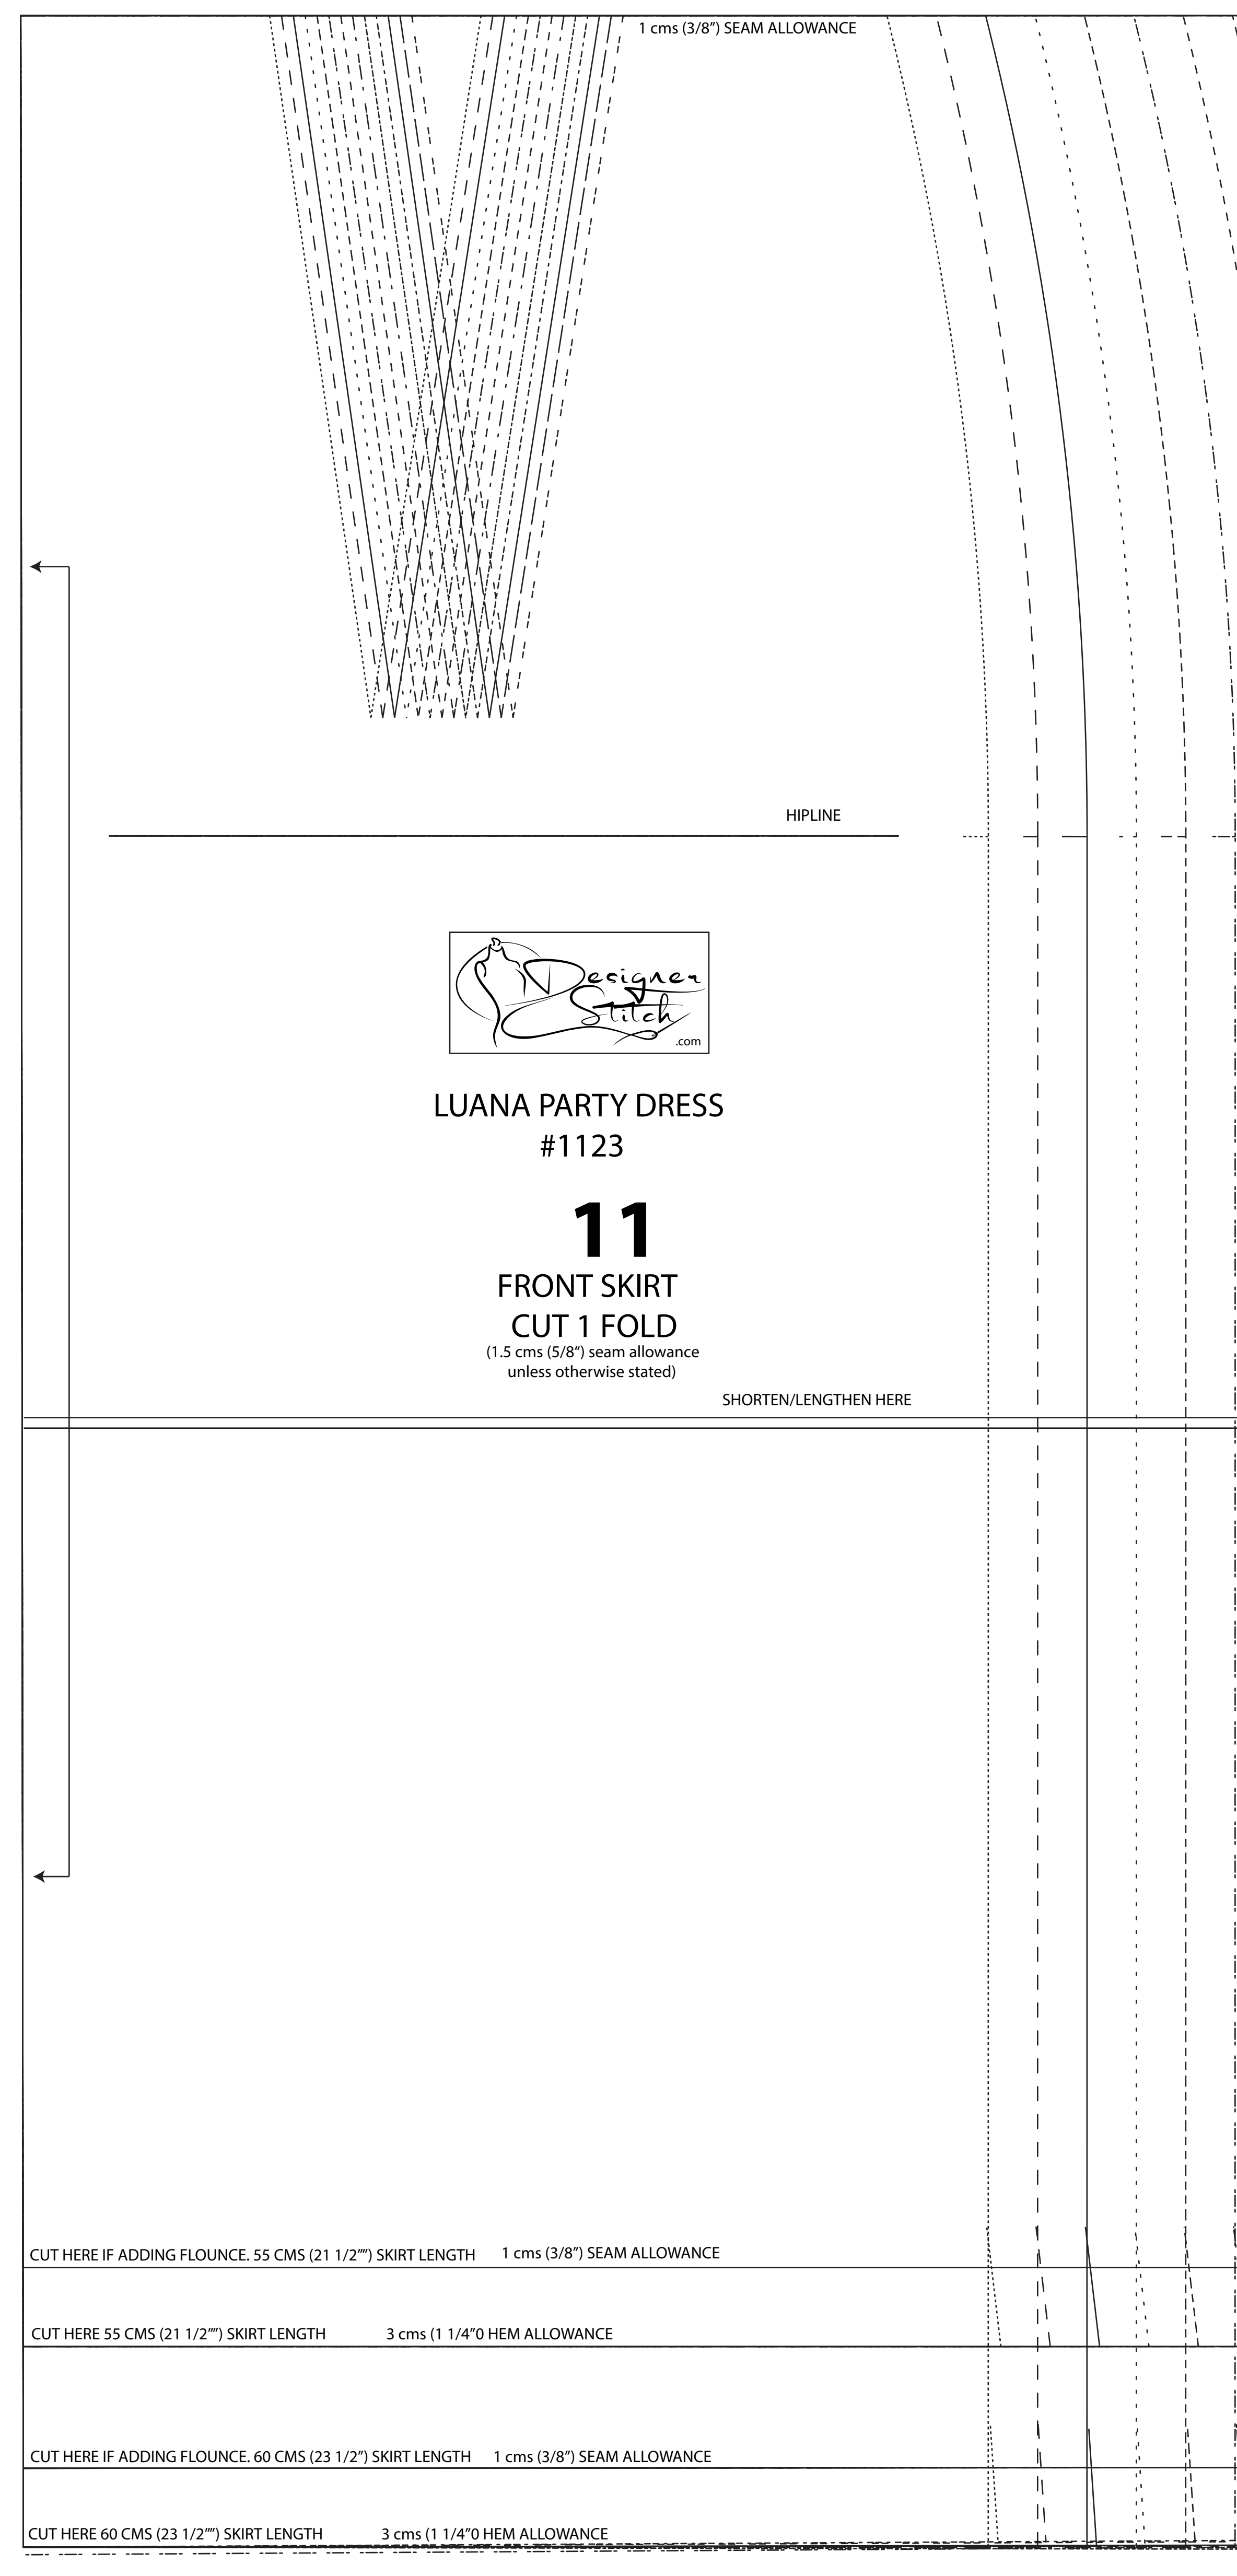 1 cms (3/8”) SEAM ALLOWANCE
HIPLINE
Designer
Stitch
.com
LUANA PARTY DRESS
#1123
11
FRONT SKIRT
CUT 1 FOLD
(1.5 cms (5/8“) seam allowance
unless otherwise stated)
SHORTEN/LENGTHEN HERE
CUT HERE IF ADDING FLOUNCE. 55 CMS (21 1/2””) SKIRT LENGTH 1 cms (3/8”) SEAM ALLOWANCE
CUT HERE 55 CMS (21 1/2””) SKIRT LENGTH 3 cms (1 1/4”0 HEM ALLOWANCE
CUT HERE IF ADDING FLOUNCE. 60 CMS (23 1/2”) SKIRT LENGTH 1 cms (3/8”) SEAM ALLOWANCE
CUT HERE 60 CMS (23 1/2””) SKIRT LENGTH 3 cms (1 1/4”0 HEM ALLOWANCE